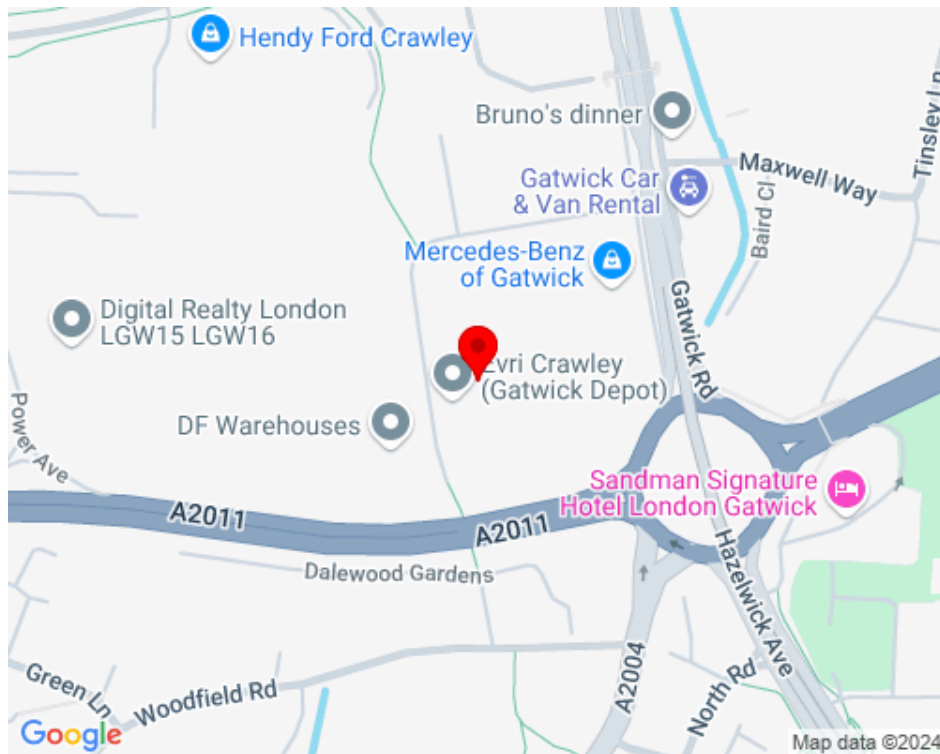 Hendy Ford Crawley
Bruno's dinner
Tinsley Ln
Maxwell Way
Gatwick Car
& Van Rental
Baird Cl
Mercedes-Benz
of Gatwick
Digital Realty London
LGW15 LGW16
Gatwick Rd
Evri Crawley
(Gatwick Depot)
Power Ave
DF Warehouses
Sandman Signature
Hotel London Gatwick
A2011
A2011
Hazelwick Ave
Dalewood Gardens
A2004
North Rd
Green Ln
Woodfield Rd
Google
Map data ©2024